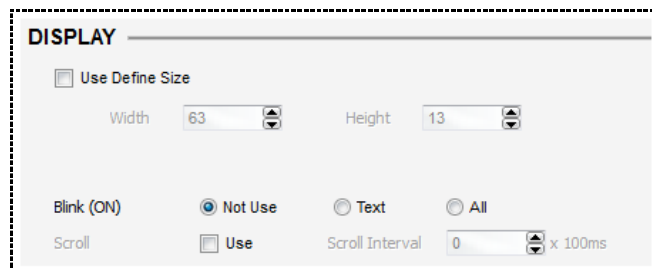 DISPLAY
Use Define Size
Width 63 Height 13
Blink (ON) Not Use Text All
Scroll Use Scroll Interval 0 x 100ms